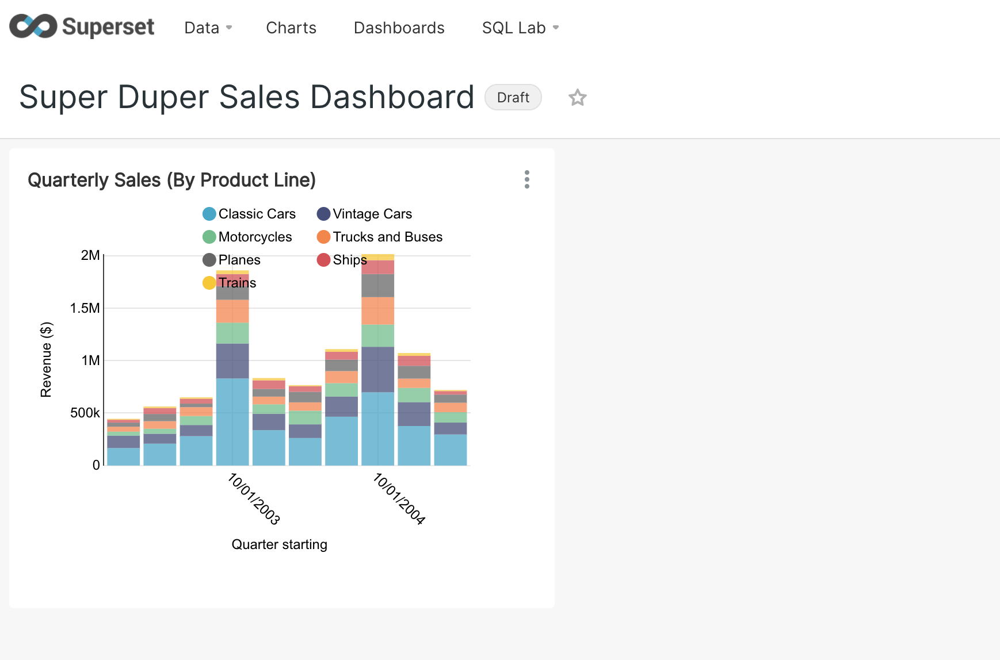 Superset Data Charts Dashboards SQL Lab
Super Duper Sales Dashboard Draft
Quarterly Sales (By Product Line)
Classic Cars Vintage Cars
Motorcycles Trucks and Buses
Planes Ships
Trains
2M
1.5M
1M
500k
0
Revenue ($)
10/01/2003 10/01/2004
Quarter starting